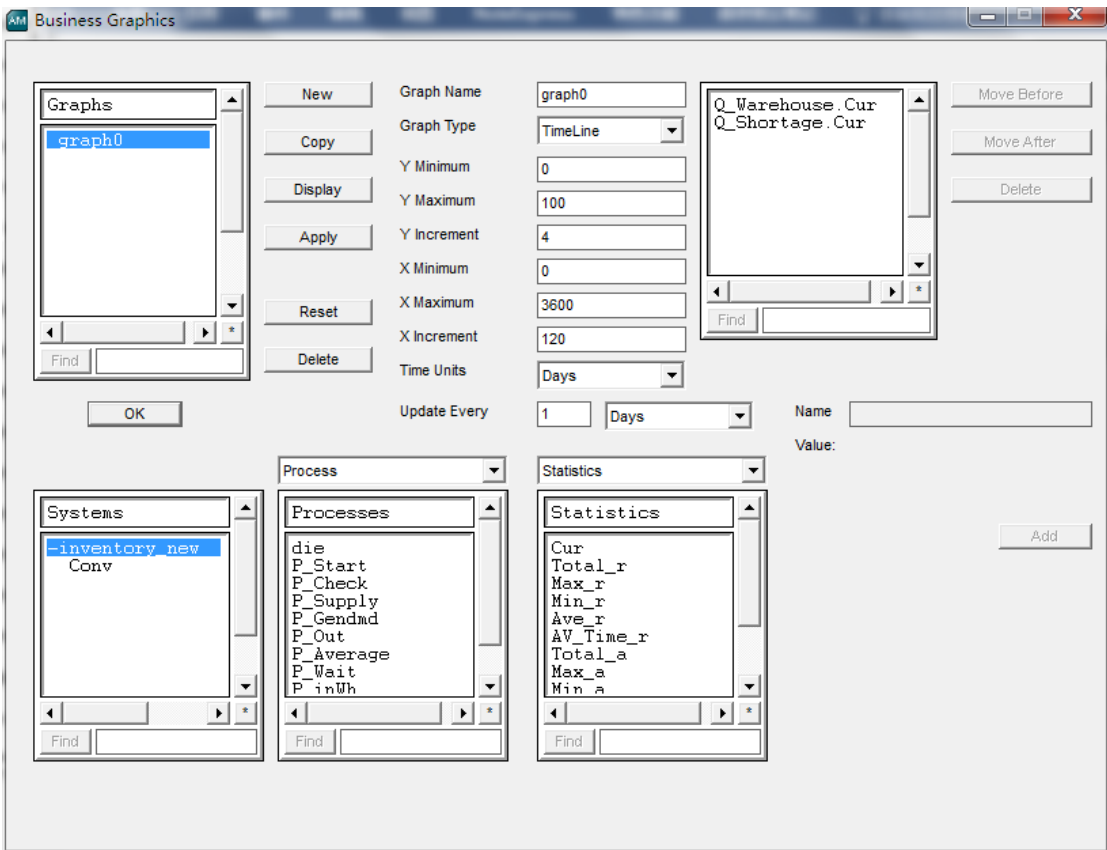 AM Business Graphics
Graphs
graph0
Find
OK
New
Copy
Display
Apply
Reset
Delete
Graph Name graph0
Graph Type TimeLine
Y Minimum 0
Y Maximum 100
Y Increment 4
X Minimum 0
X Maximum 3600
X Increment 120
Time Units Days
Update Every 1 Days
Q_Warehouse.Cur
Q_Shortage.Cur
*
Find
Move Before
Move After
Delete
Name
Value:
Add
Systems
-inventory_new
Conv
*
Find
Process
Processes
die
P_Start
P_Check
P_Supply
P_Gendmd
P_Out
P_Average
P_Wait
P_inWh
*
Find
Statistics
Statistics
Cur
Total_r
Max_r
Min_r
Ave_r
AV_Time_r
Total_a
Max_a
Min_a
*
Find